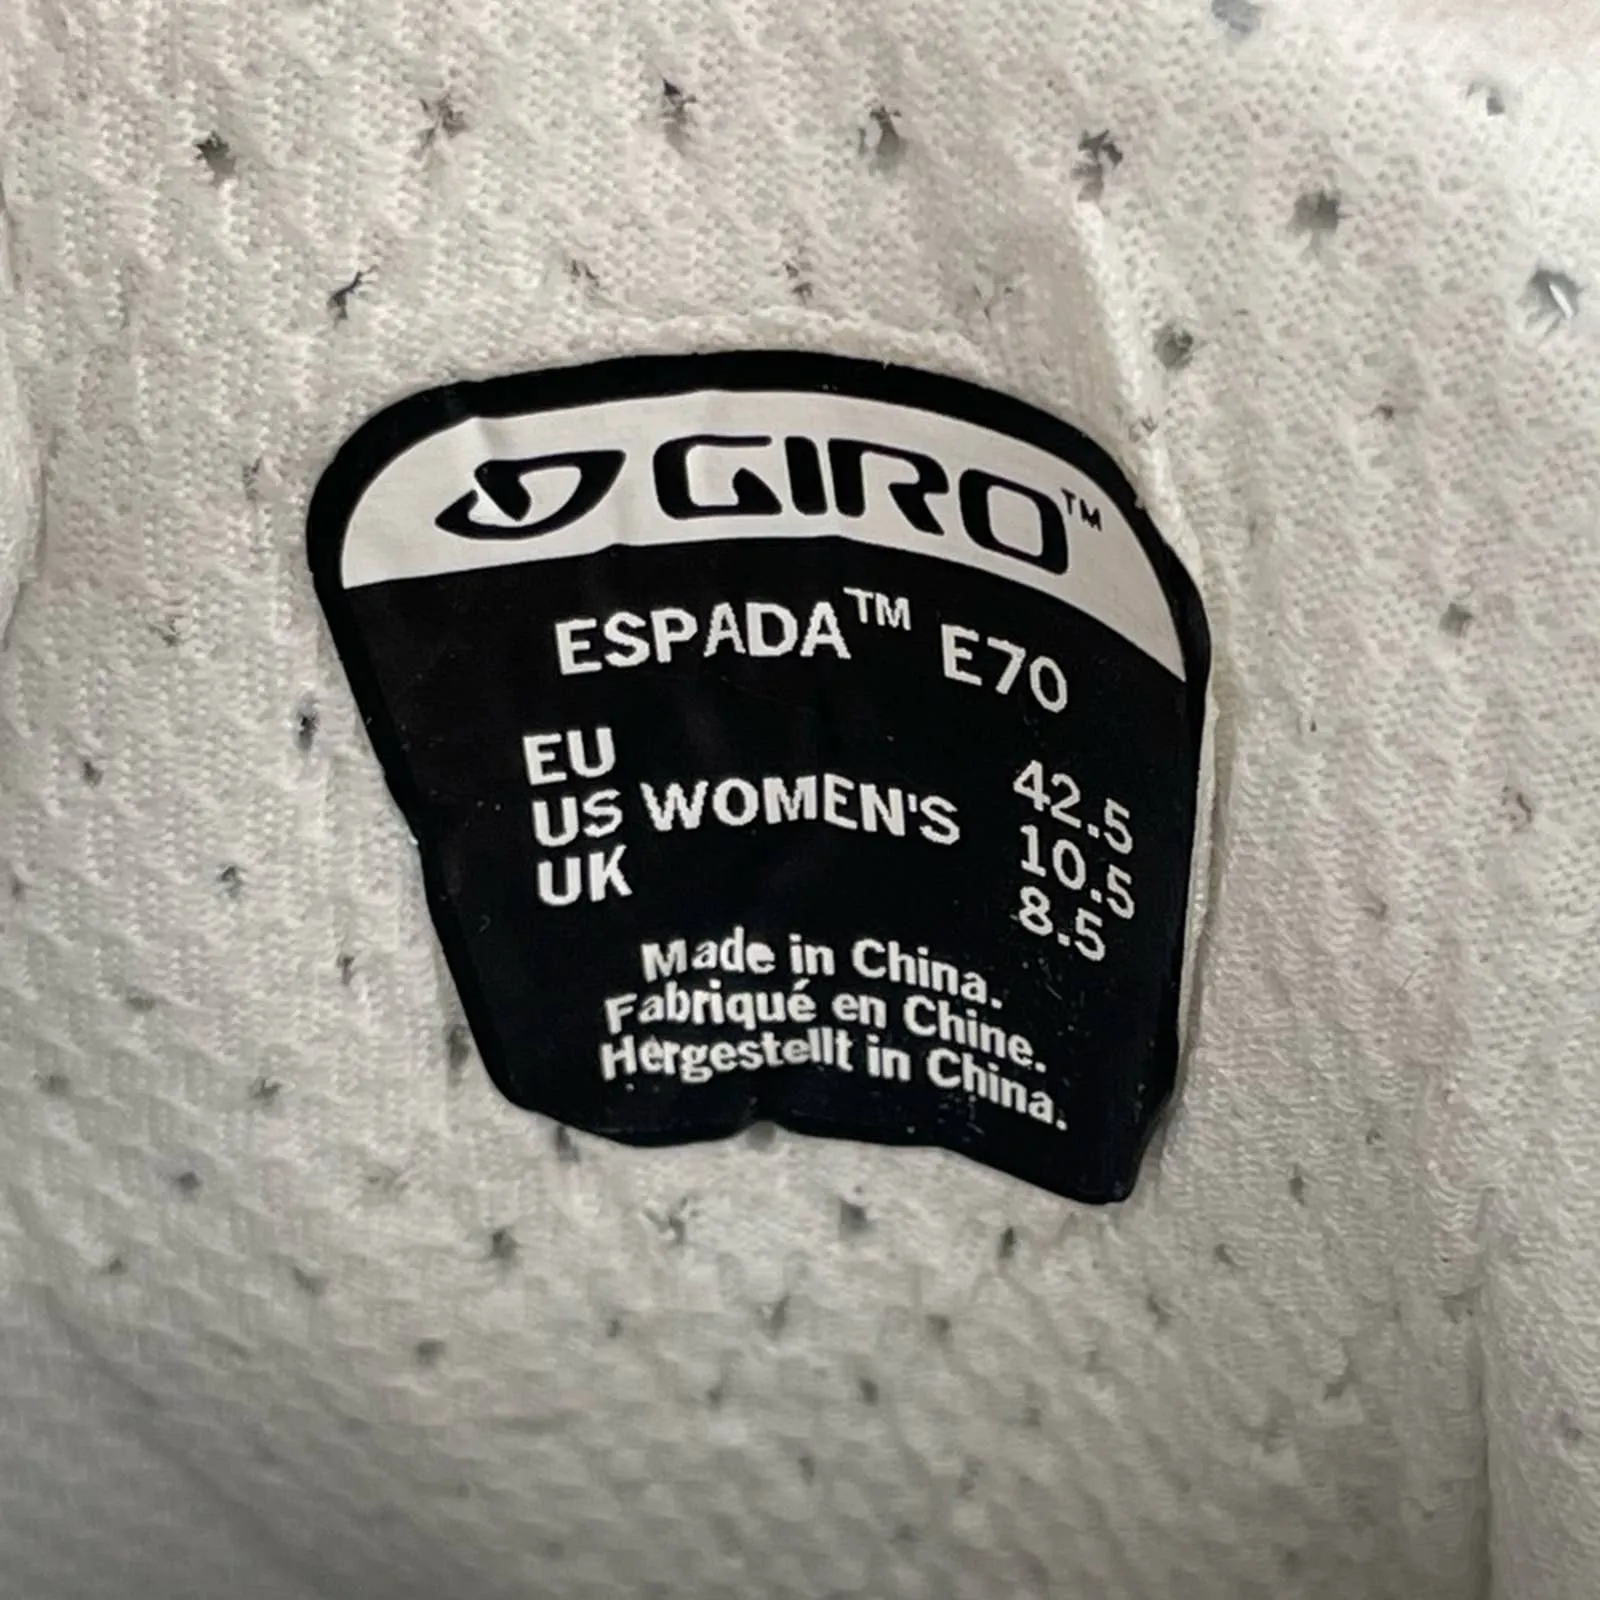 GIRO™
ESPADA™ E70
EU 42.5
US WOMEN'S 10.5
UK 8.5
Made in China.
Fabriqué en Chine.
Hergestellt in China.